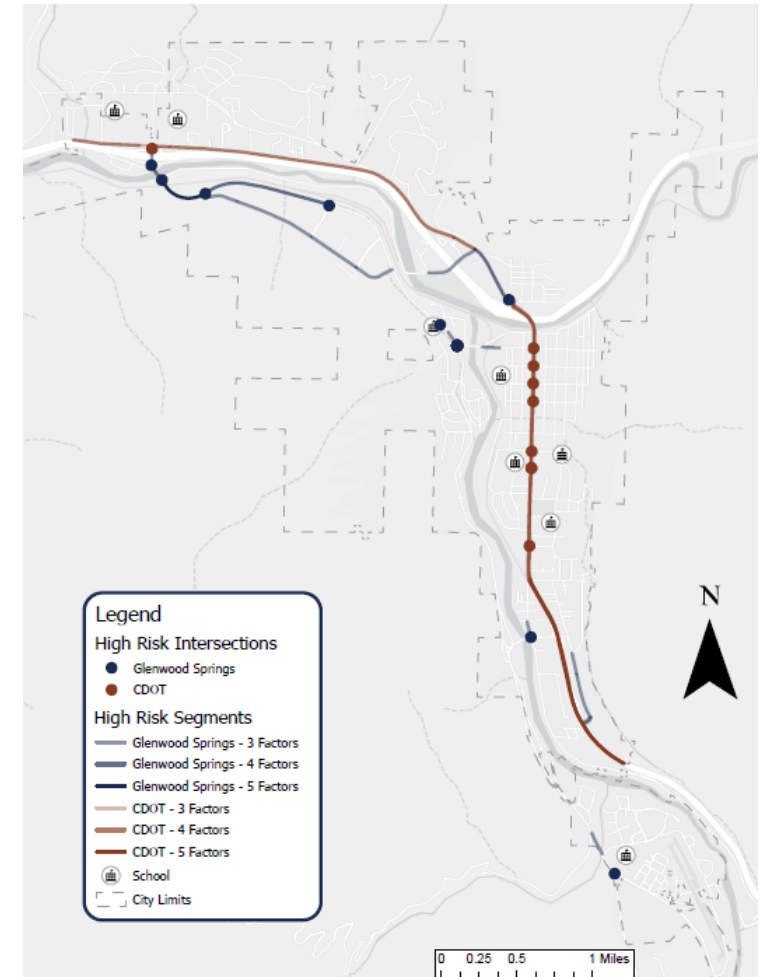 Legend
High Risk Intersections
Glenwood Springs
CDOT
High Risk Segments
Glenwood Springs - 3 Factors
Glenwood Springs - 4 Factors
Glenwood Springs - 5 Factors
CDOT - 3 Factors
CDOT - 4 Factors
CDOT - 5 Factors
School
City Limits
N
0 0.25 0.5 1 Miles